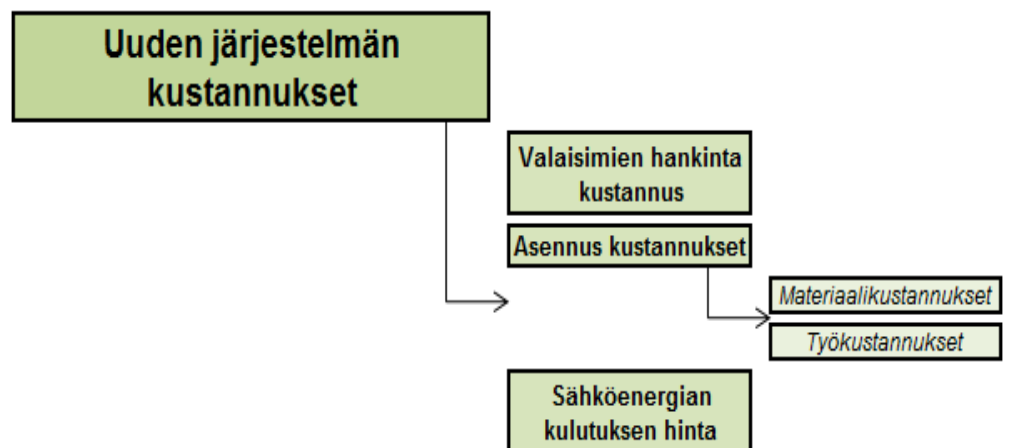 Uuden järjestelmän
kustannukset
Valaisimien hankinta
kustannus
Asennus kustannukset
Materiaalikustannukset
Työkustannukset
Sähköenergian
kulutuksen hinta